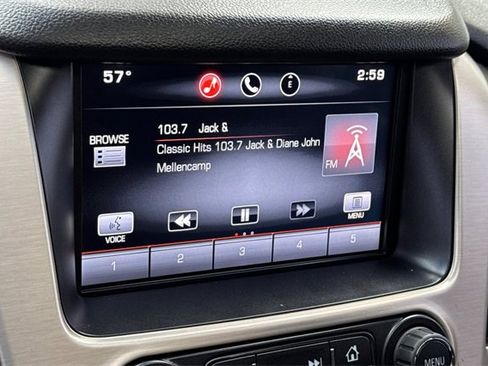 57°
E
2:59
BROWSE
103.7 Jack &
Classic Hits 103.7 Jack & Diane John
Mellencamp
FM
VOICE
MENU
1 2 3 4 5